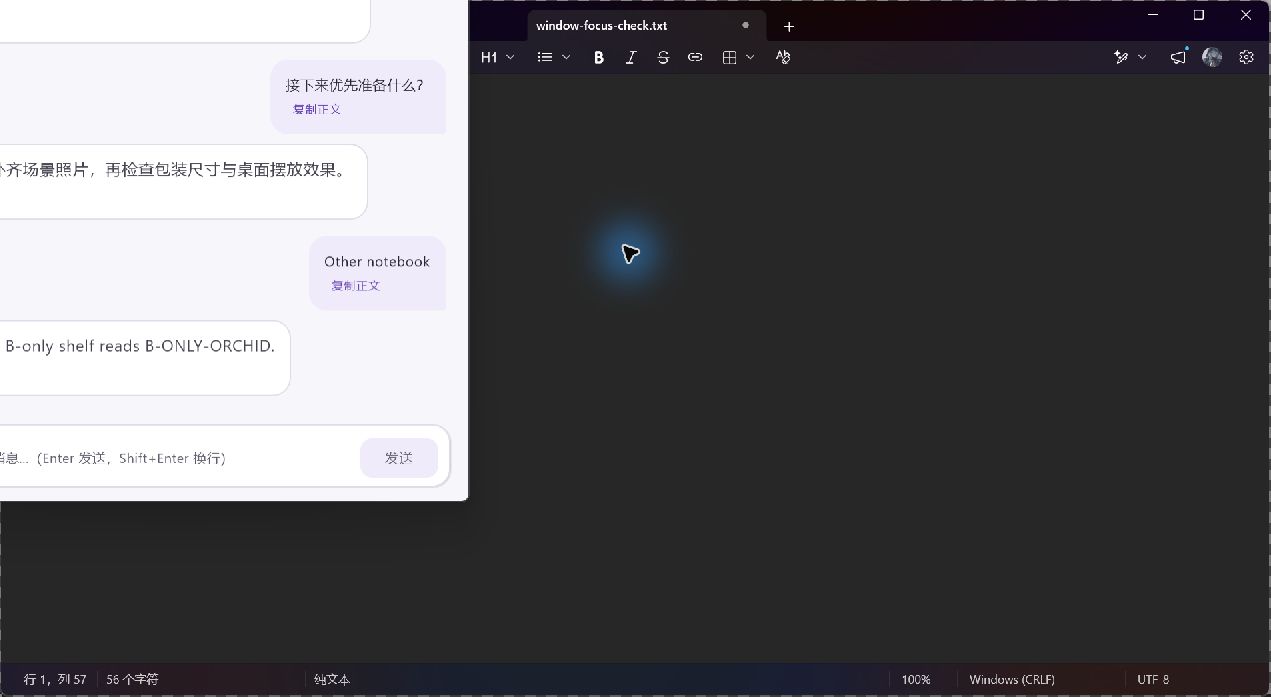 window-focus-check.txt
H1
接下来优先准备什么?
复制正文
齐场景照片，再检查包装尺寸与桌面摆放效果。
Other notebook
复制正文
B-only shelf reads B-ONLY-ORCHID.
息... (Enter 发送，Shift+Enter 换行)
发送
行 1，列 57
56 个字符
纯文本
100%
Windows (CRLF)
UTF 8